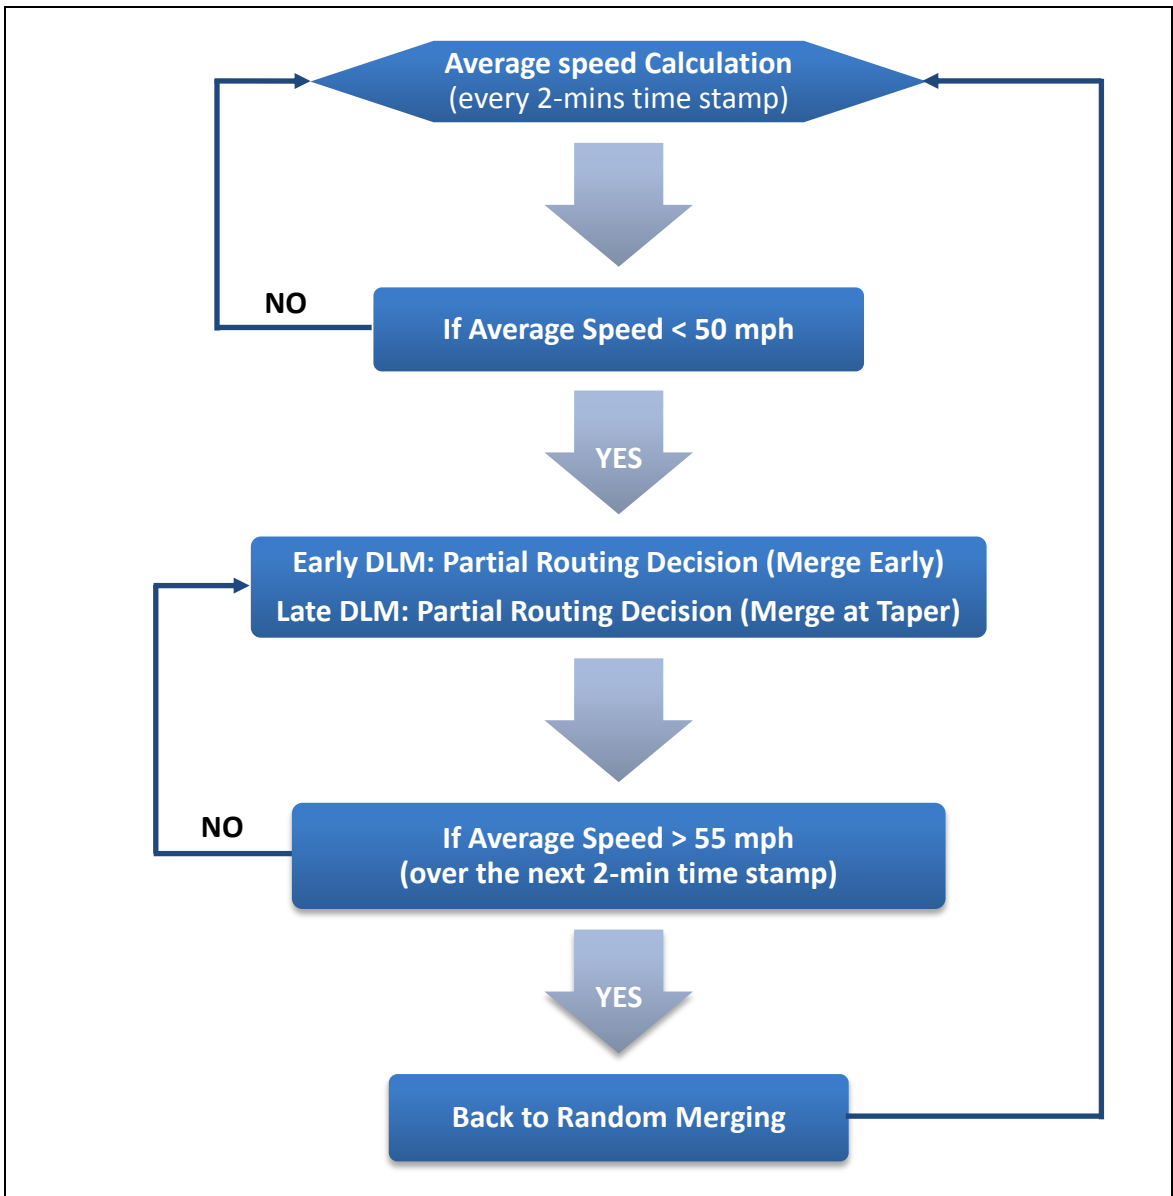 Average speed Calculation
(every 2-mins time stamp)
NO
If Average Speed < 50 mph
YES
Early DLM: Partial Routing Decision (Merge Early)
Late DLM: Partial Routing Decision (Merge at Taper)
NO
If Average Speed > 55 mph
(over the next 2-min time stamp)
YES
Back to Random Merging